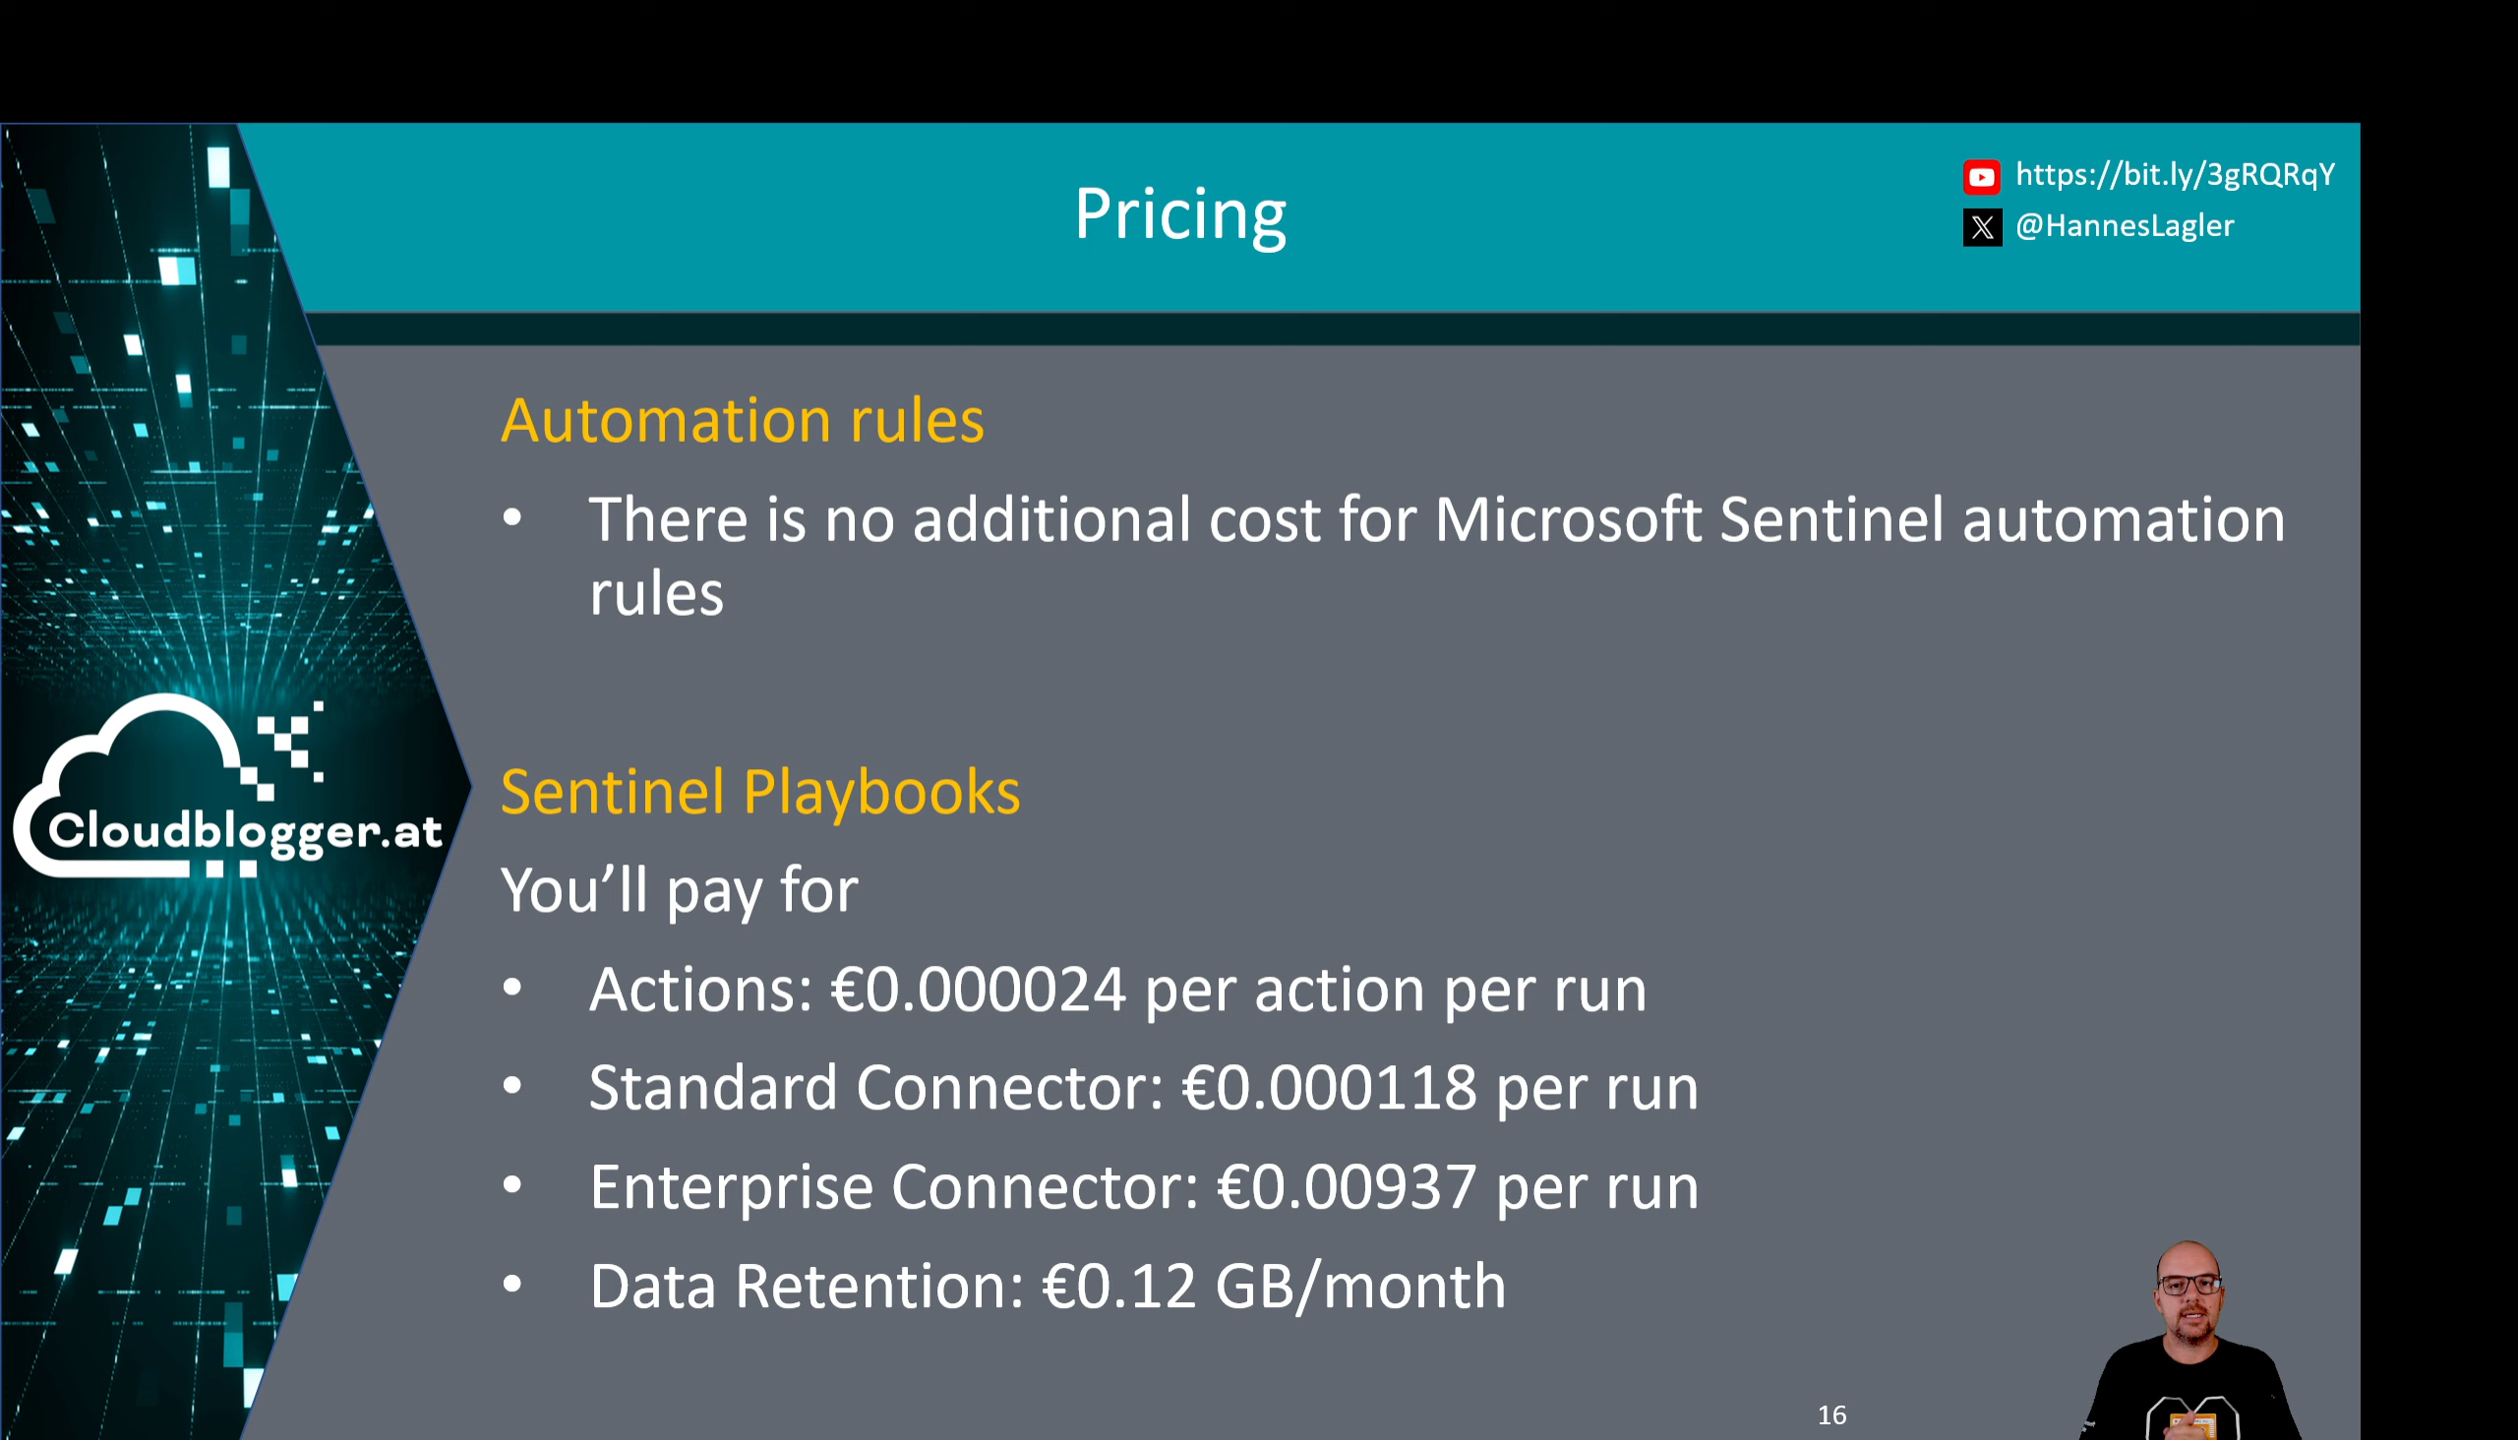 Pricing
https://bit.ly/3gRQRqY
@HannesLagler
Automation rules
• There is no additional cost for Microsoft Sentinel automation
rules
Cloudblogger.at
Sentinel Playbooks
You’ll pay for
• Actions: €0.000024 per action per run
• Standard Connector: €0.000118 per run
• Enterprise Connector: €0.00937 per run
• Data Retention: €0.12 GB/month
16